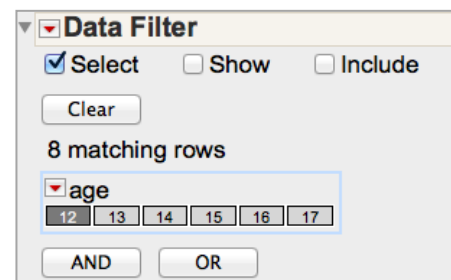 Data Filter
Select Show Include
Clear
8 matching rows
age
12 13 14 15 16 17
AND OR